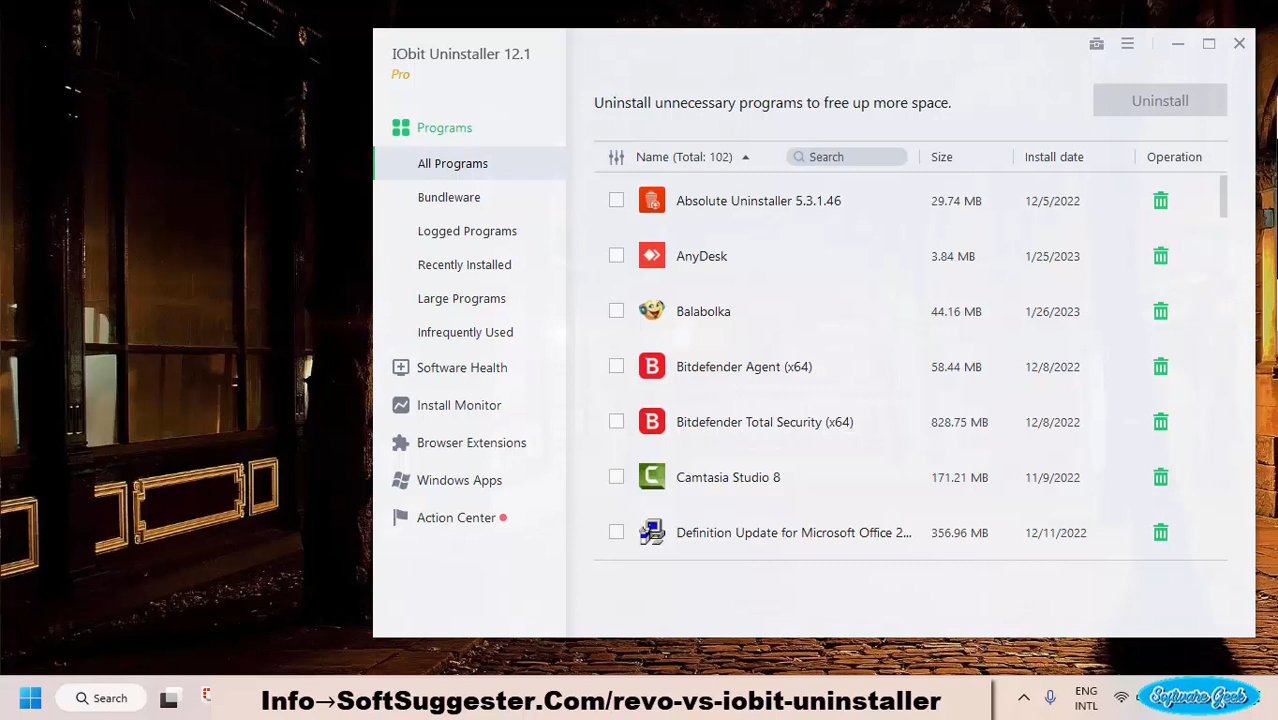 IObit Uninstaller 12.1
Pro
Programs
All Programs
Bundleware
Logged Programs
Recently Installed
Large Programs
Infrequently Used
Software Health
Install Monitor
Browser Extensions
Windows Apps
Action Center
Uninstall unnecessary programs to free up more space.
Uninstall
Name (Total: 102) Search Size Install date Operation
Absolute Uninstaller 5.3.1.46 29.74 MB 12/5/2022
AnyDesk 3.84 MB 1/25/2023
Balabolka 44.16 MB 1/26/2023
B Bitdefender Agent (x64) 58.44 MB 12/8/2022
B Bitdefender Total Security (x64) 828.75 MB 12/8/2022
C Camtasia Studio 8 171.21 MB 11/9/2022
Definition Update for Microsoft Office 2... 356.96 MB 12/11/2022
Search
Info→SoftSuggester.Com/revo-vs-iobit-uninstaller
ENG
INTL
Software Geek